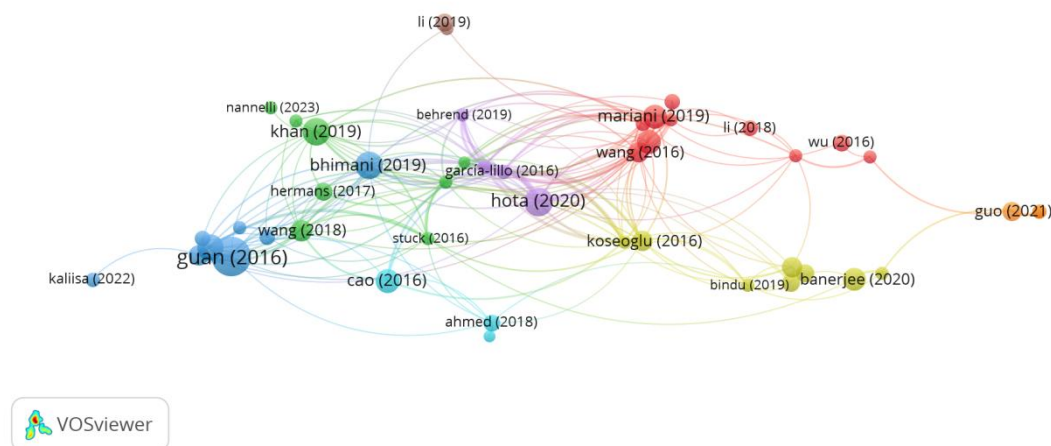 li (2019)
nannelli (2023)
behrend (2019)
mariani (2019)
khan (2019)
li (2018)
wu (2016)
wang (2016)
bhimani (2019)
garcia-lillo (2016)
hermans (2017)
hota (2020)
guo (2021)
wang (2018)
stuck (2016)
koseoglu (2016)
guan (2016)
kaliisa (2022)
cao (2016)
bindu (2019)
banerjee (2020)
ahmed (2018)
VOSviewer